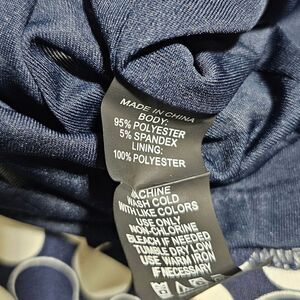 MADE IN CHINA
BODY:
95% POLYESTER
5% SPANDEX
LINING:
100% POLYESTER
MACHINE
WASH COLD
WITH LIKE COLORS
USE ONLY
NON-CHLORINE
BLEACH IF NEEDED
TUMBLE DRY LOW
USE WARM IRON
IF NECESSARY